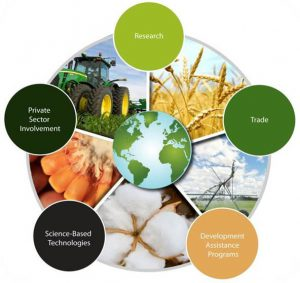 Research
Trade
Development
Assistance
Programs
Science-Based
Technologies
Private
Sector
Involvement